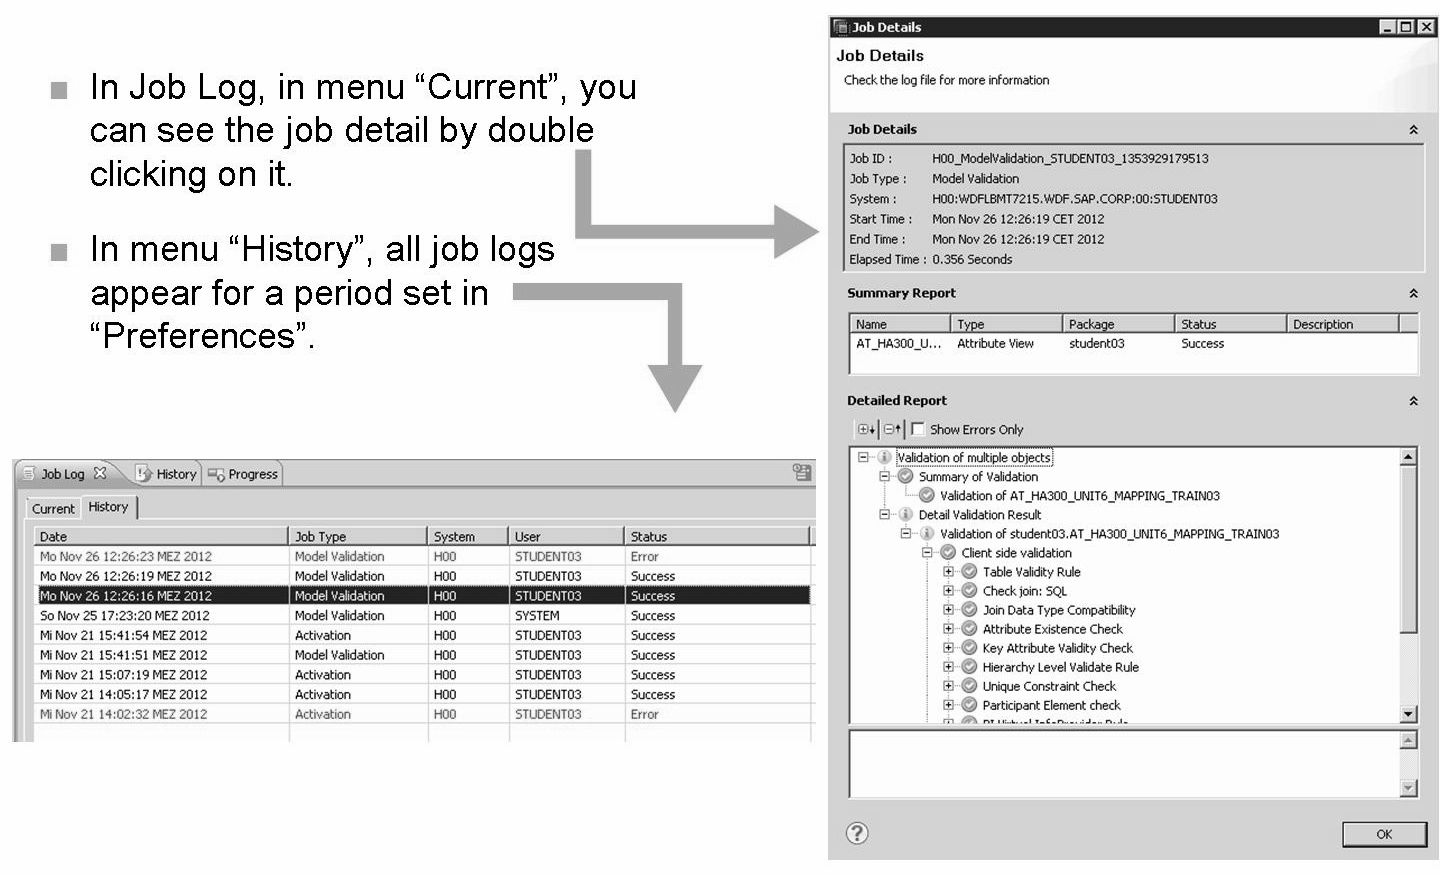 In Job Log, in menu “Current”, you
can see the job detail by double
clicking on it.
In menu “History”, all job logs
appear for a period set in
“Preferences”.
Job Log History Progress
Current History
Date Job Type System User Status
Mo Nov 26 12:26:23 MEZ 2012 Model Validation H00 STUDENT03 Error
Mo Nov 26 12:26:19 MEZ 2012 Model Validation H00 STUDENT03 Success
Mo Nov 26 12:26:16 MEZ 2012 Model Validation H00 STUDENT03 Success
So Nov 25 17:23:20 MEZ 2012 Model Validation H00 SYSTEM Success
Mi Nov 21 15:41:54 MEZ 2012 Activation H00 STUDENT03 Success
Mi Nov 21 15:41:51 MEZ 2012 Model Validation H00 STUDENT03 Success
Mi Nov 21 15:07:19 MEZ 2012 Activation H00 STUDENT03 Success
Mi Nov 21 14:05:17 MEZ 2012 Activation H00 STUDENT03 Success
Mi Nov 21 14:02:32 MEZ 2012 Activation H00 STUDENT03 Error
Job Details
Job Details
Check the log file for more information
Job Details
Job ID : H00_ModelValidation_STUDENT03_1353929179513
Job Type : Model Validation
System : H00:WDFLBMT7215.WDF.SAP.CORP:00:STUDENT03
Start Time : Mon Nov 26 12:26:19 CET 2012
End Time : Mon Nov 26 12:26:19 CET 2012
Elapsed Time : 0.356 Seconds
Summary Report
Name Type Package Status Description
AT_HA300_U... Attribute View student03 Success
Detailed Report
Show Errors Only
Validation of multiple objects
Summary of Validation
Validation of AT_HA300_UNIT6_MAPPING_TRAIN03
Detail Validation Result
Validation of student03.AT_HA300_UNIT6_MAPPING_TRAIN03
Client side validation
Table Validity Rule
Check join: SQL
Join Data Type Compatibility
Attribute Existence Check
Key Attribute Validity Check
Hierarchy Level Validate Rule
Unique Constraint Check
Participant Element check
BI Virtual InfoProvider Rule
OK